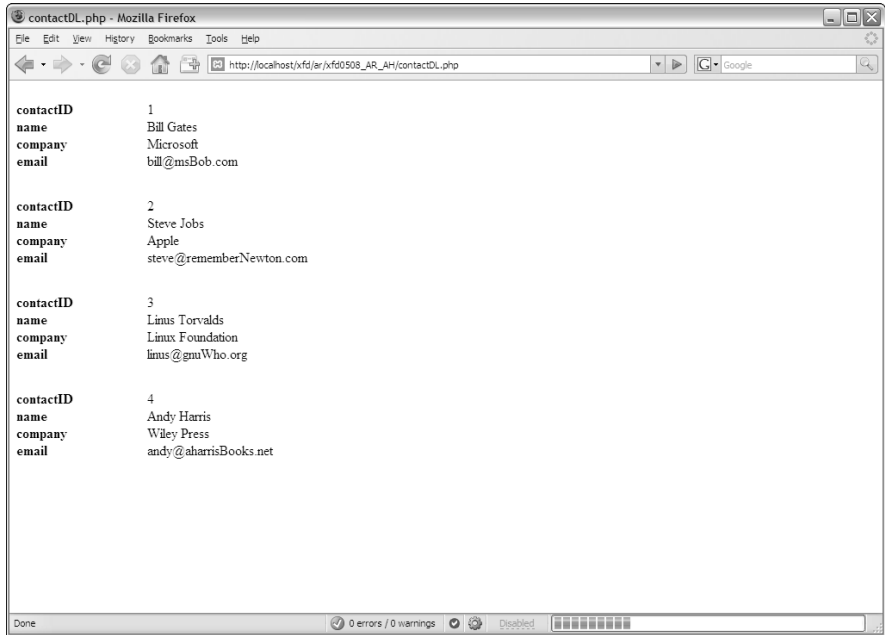 contactDL.php - Mozilla Firefox
File Edit View History Bookmarks Tools Help
http://localhost/xfd/ar/xfd0508_AR_AH/contactDL.php G Google
contactID 1
name Bill Gates
company Microsoft
email bill@msBob.com
contactID 2
name Steve Jobs
company Apple
email steve@rememberNewton.com
contactID 3
name Linus Torvalds
company Linux Foundation
email linus@gnuWho.org
contactID 4
name Andy Harris
company Wiley Press
email andy@aharrisBooks.net
Done 0 errors / 0 warnings Disabled